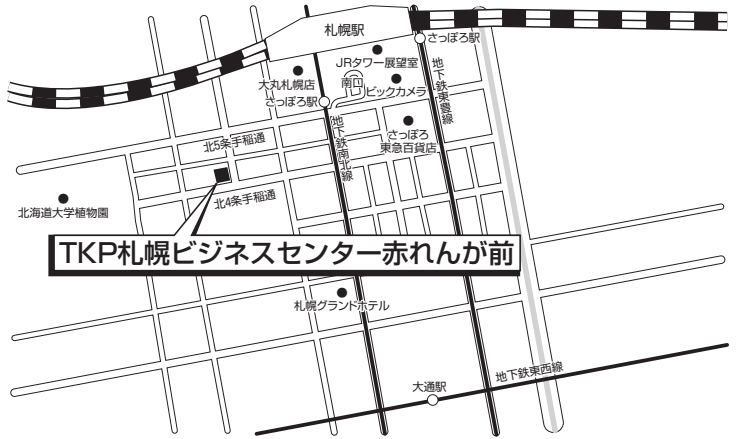 札幌駅
さっぽろ駅
JRタワー展望室
大丸札幌店
南口
ビックカメラ
さっぽろ駅
地下鉄東豊線
地下鉄南北線
さっぽろ
東急百貨店
北5条手稲通
北4条手稲通
北海道大学植物園
TKP札幌ビジネスセンター赤れんが前
札幌グランドホテル
地下鉄東西線
大通駅